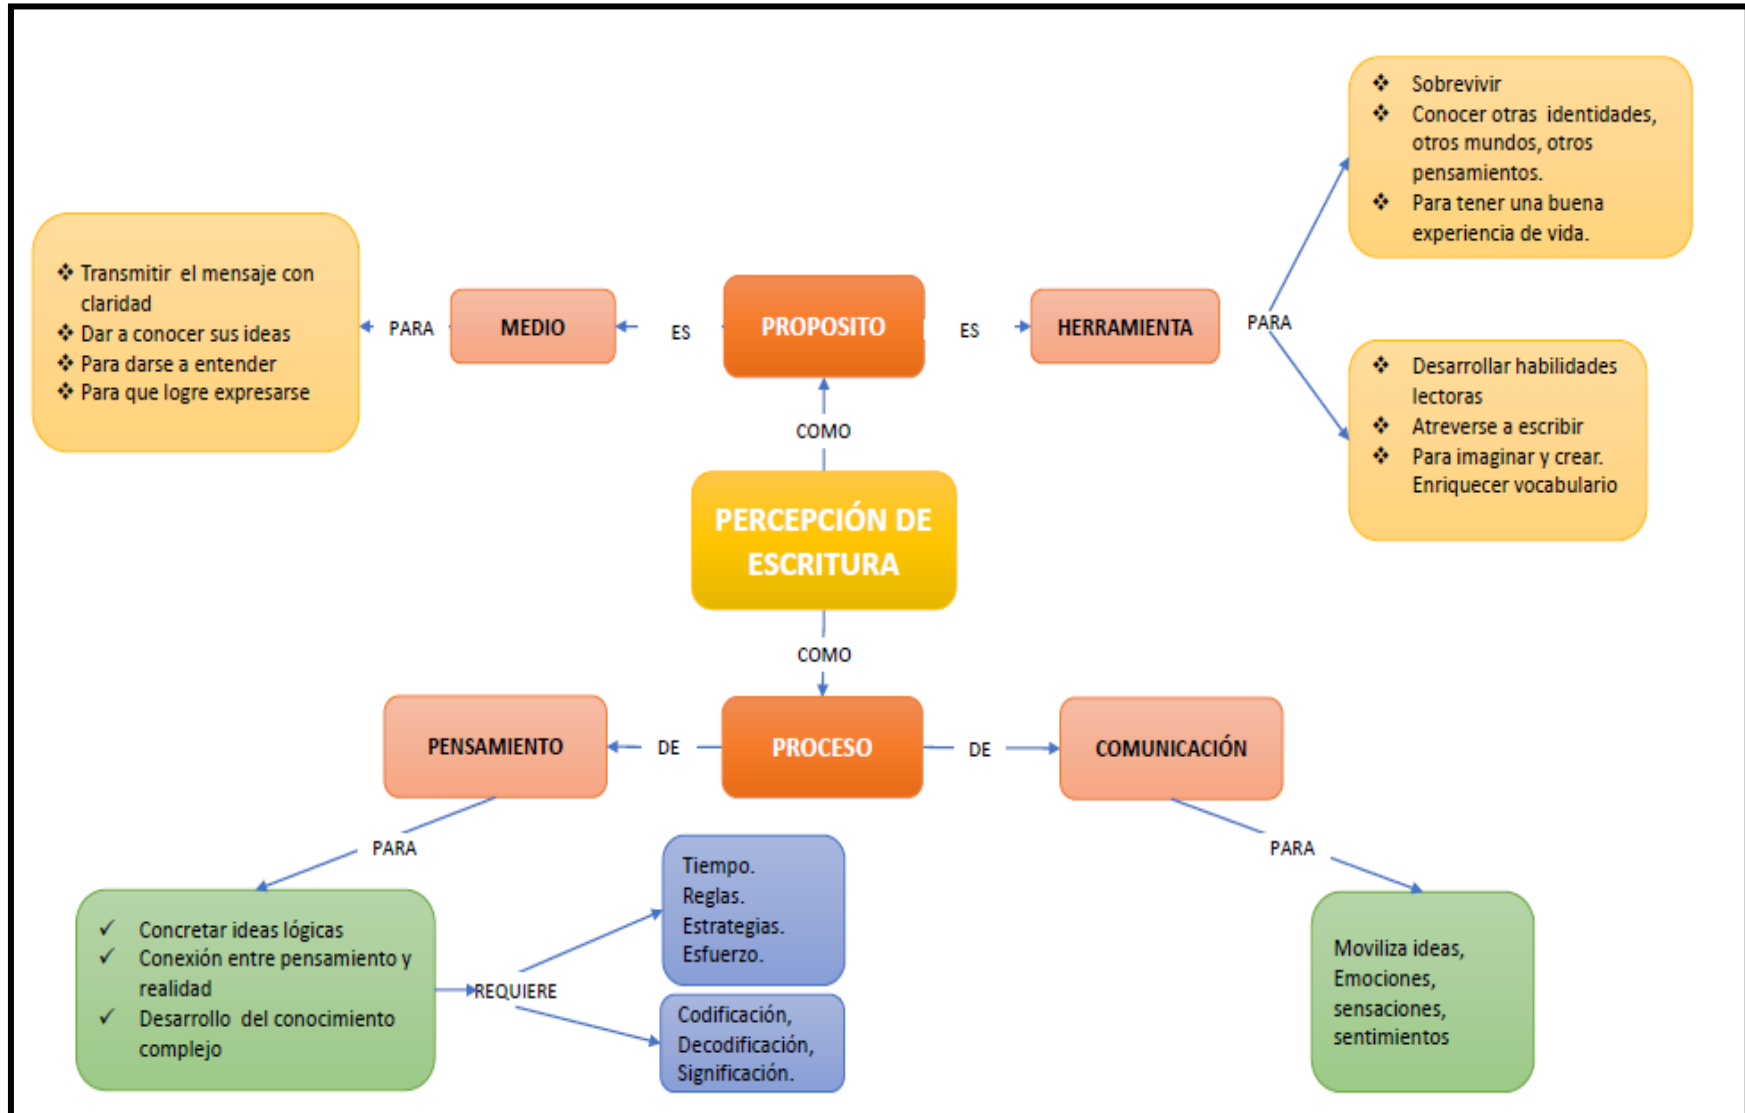 ❖ Sobrevivir
❖ Conocer otras identidades,
otros mundos, otros
pensamientos.
❖ Para tener una buena
experiencia de vida.
❖ Transmitir el mensaje con
claridad
❖ Dar a conocer sus ideas
❖ Para darse a entender
❖ Para que logre expresarse
PARA
MEDIO
ES
PROPOSITO
ES
HERRAMIENTA
PARA
❖ Desarrollar habilidades
lectoras
❖ Atreverse a escribir
❖ Para imaginar y crear.
Enriquecer vocabulario
COMO
PERCEPCIÓN DE
ESCRITURA
COMO
PENSAMIENTO
DE
PROCESO
DE
COMUNICACIÓN
PARA
PARA
✓ Concretar ideas lógicas
✓ Conexión entre pensamiento y
realidad
✓ Desarrollo del conocimiento
complejo
REQUIERE
Tiempo.
Reglas.
Estrategias.
Esfuerzo.
Codificación,
Decodificación,
Significación.
Moviliza ideas,
Emociones,
sensaciones,
sentimientos